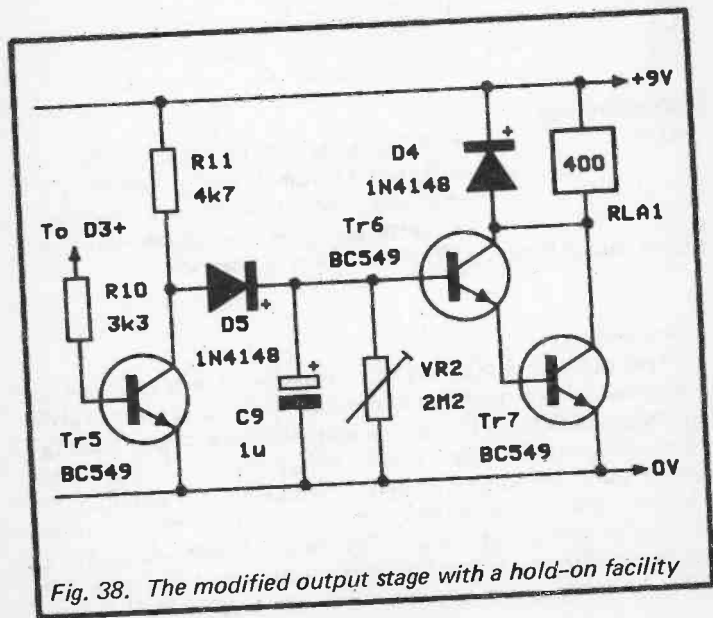 +9V
R11
4k7
D4
1N4148
+
400
RLA1
To D3+
R10
3k3
Tr6
BC549
D5
1N4148
+
+
C9
1u
VR2
2M2
Tr5
BC549
Tr7
BC549
0V
Fig. 38. The modified output stage with a hold-on facility